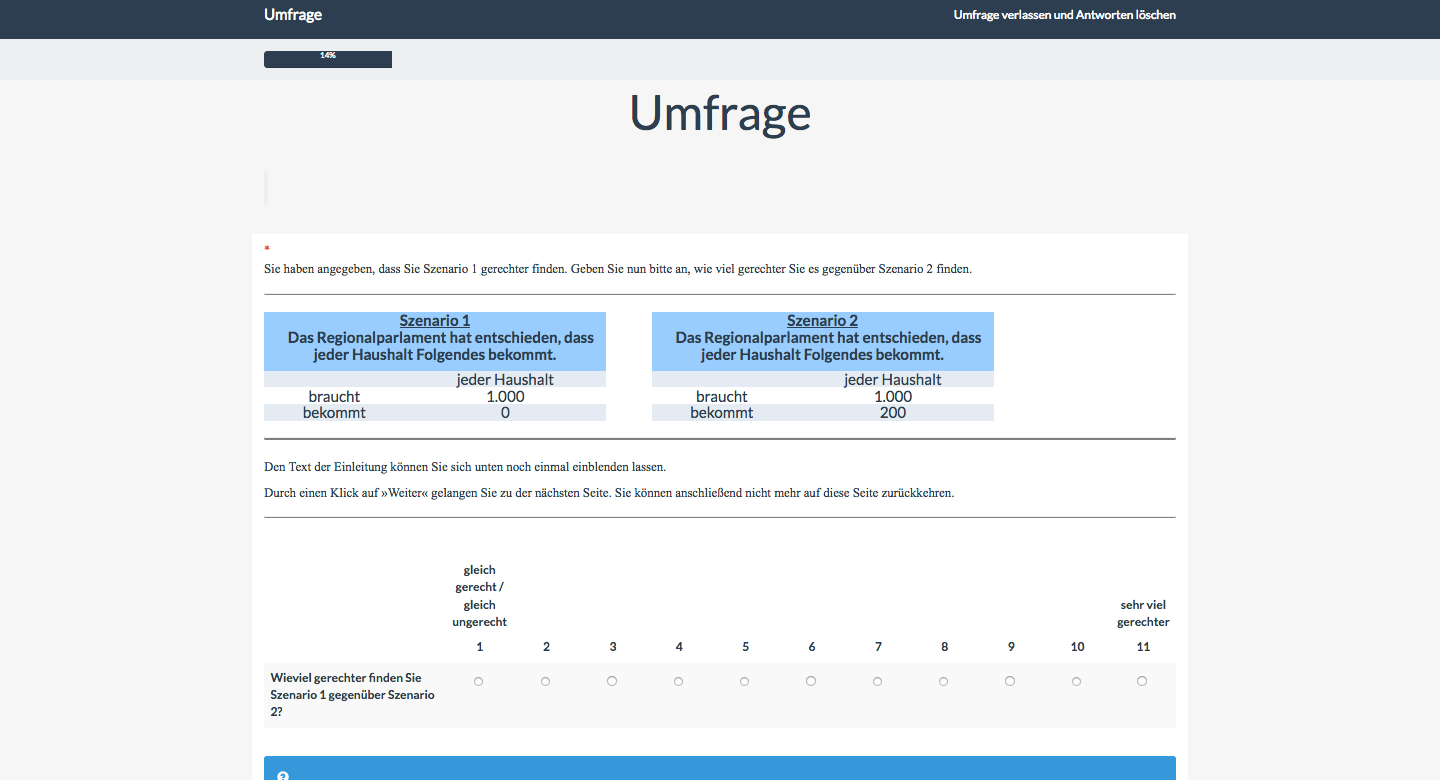 Umfrage
Umfrage verlassen und Antworten löschen
14%
Umfrage
*
Sie haben angegeben, dass Sie Szenario 1 gerechter finden. Geben Sie nun bitte an, wie viel gerechter Sie es gegenüber Szenario 2 finden.
Szenario 1
Das Regionalparlament hat entschieden, dass
jeder Haushalt Folgendes bekommt.
jeder Haushalt
braucht 1.000
bekommt 0
Szenario 2
Das Regionalparlament hat entschieden, dass
jeder Haushalt Folgendes bekommt.
jeder Haushalt
braucht 1.000
bekommt 200
Den Text der Einleitung können Sie sich unten noch einmal einblenden lassen.
Durch einen Klick auf »Weiter« gelangen Sie zu der nächsten Seite. Sie können anschließend nicht mehr auf diese Seite zurückkehren.
gleich
gerecht /
gleich
ungerecht
sehr viel
gerechter
1 2 3 4 5 6 7 8 9 10 11
Wieviel gerechter finden Sie
Szenario 1 gegenüber Szenario
2?